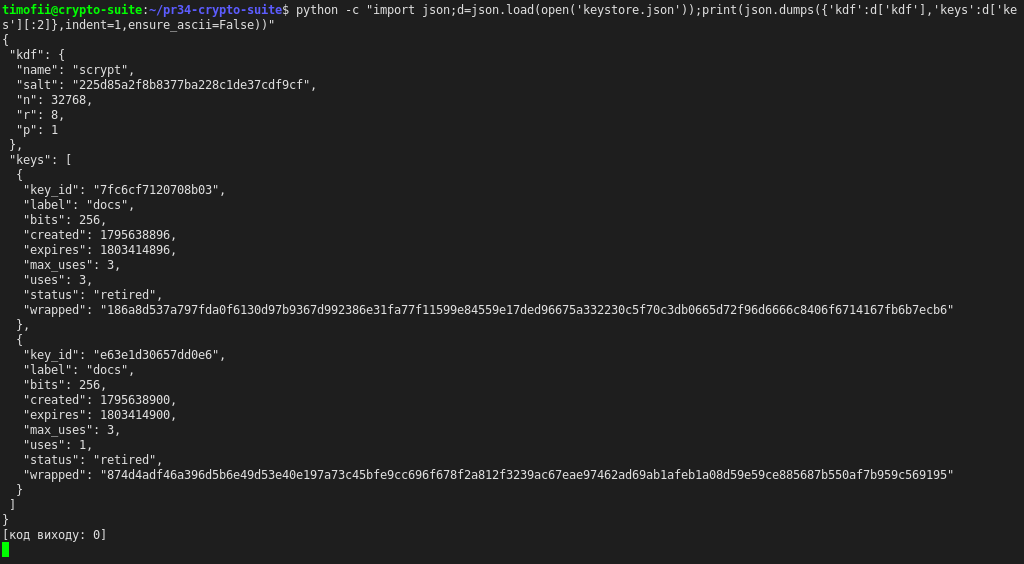 timofii@crypto-suite:~/pr34-crypto-suite$ python -c "import json;d=json.load(open('keystore.json'));print(json.dumps({'kdf':d['kdf'],'keys':d['ke
s'][:2]},indent=1,ensure_ascii=False))"
{
 "kdf": {
  "name": "scrypt",
  "salt": "225d85a2f8b8377ba228c1de37cdf9cf",
  "n": 32768,
  "r": 8,
  "p": 1
 },
 "keys": [
  {
   "key_id": "7fc6cf7120708b03",
   "label": "docs",
   "bits": 256,
   "created": 1795638896,
   "expires": 1803414896,
   "max_uses": 3,
   "uses": 3,
   "status": "retired",
   "wrapped": "186a8d537a797fda0f6130d97b9367d992386e31fa77f11599e84559e17ded96675a332230c5f70c3db0665d72f96d6666c8406f6714167fb6b7ecb6"
  },
  {
   "key_id": "e63e1d30657dd0e6",
   "label": "docs",
   "bits": 256,
   "created": 1795638900,
   "expires": 1803414900,
   "max_uses": 3,
   "uses": 1,
   "status": "retired",
   "wrapped": "874d4adf46a396d5b6e49d53e40e197a73c45bfe9cc696f678f2a812f3239ac67eae97462ad69ab1afeb1a08d59e59ce885687b550af7b959c569195"
  }
 ]
}
[код виходу: 0]